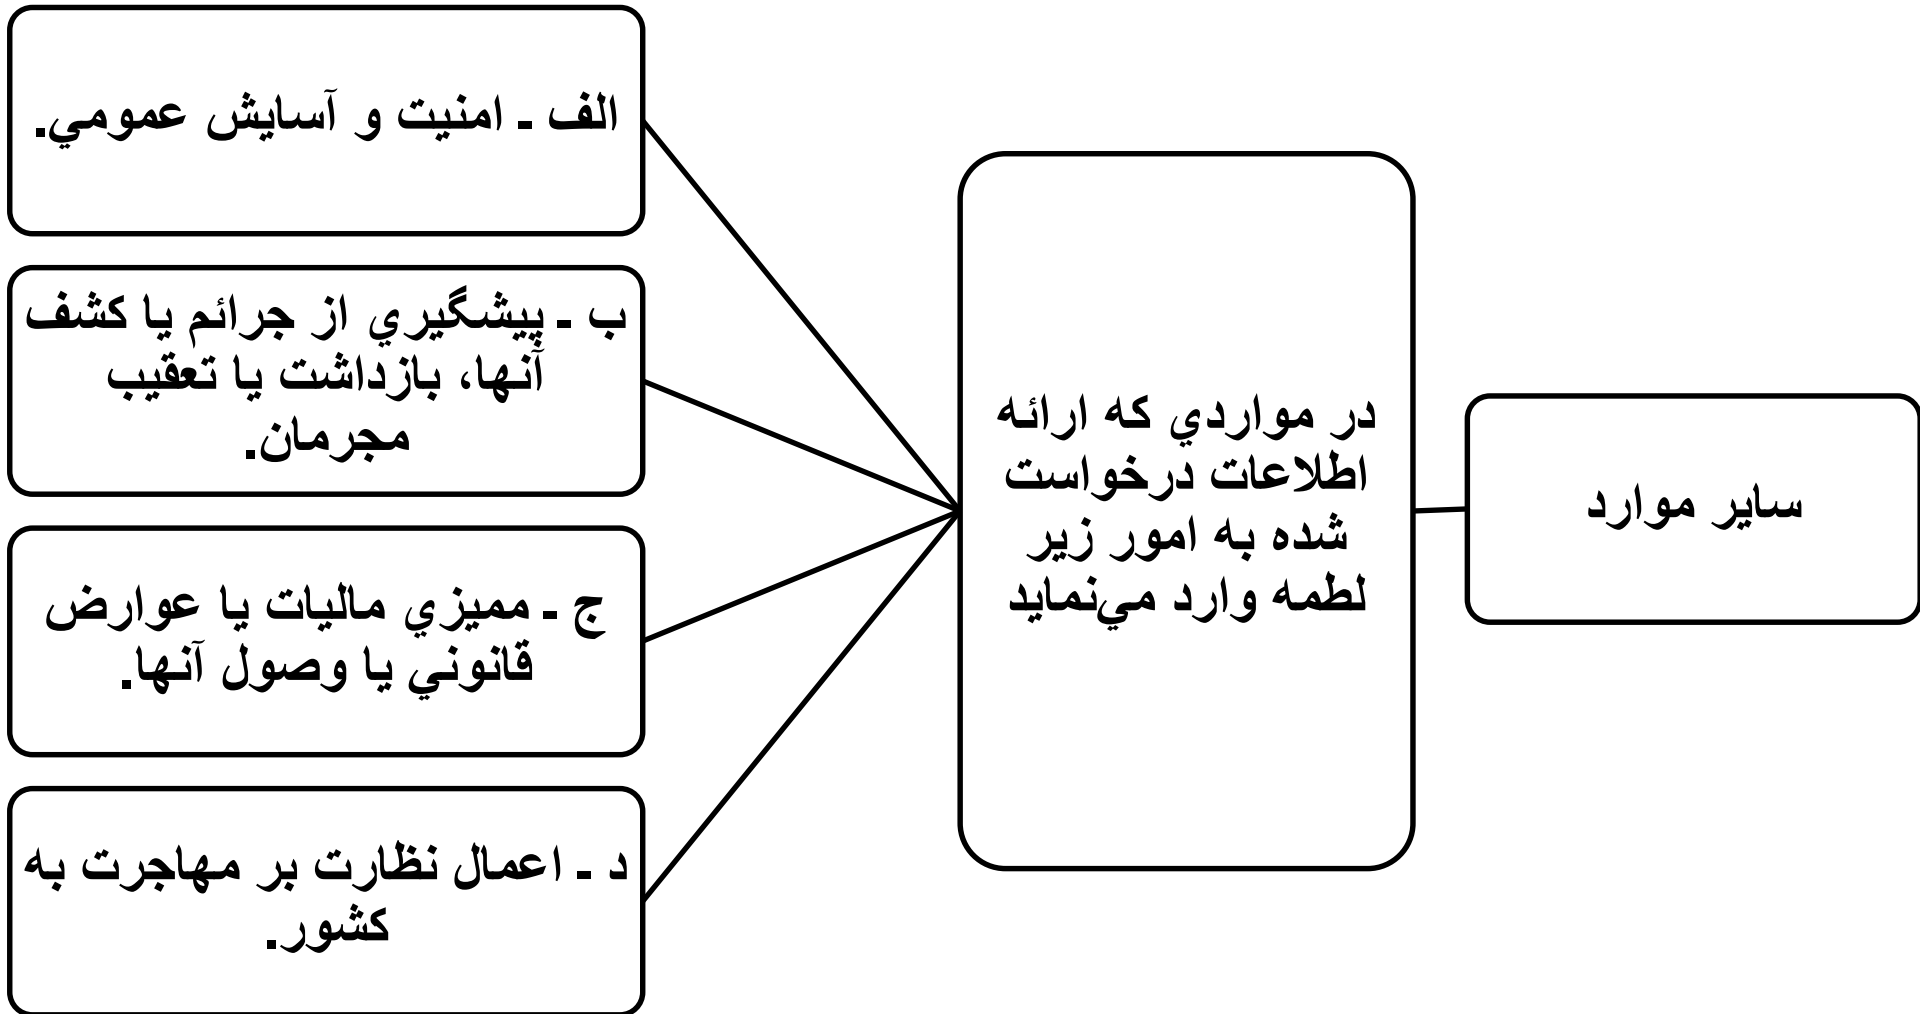 سایر موارد
در مواردي که ارائه
اطلاعات درخواست
شده به امور زیر
لطمه وارد مي‌نماید
الف ـ امنیت و آسایش عمومي.
ب ـ پیشگیري از جرائم یا کشف
آنها، بازداشت یا تعقیب
مجرمان.
ج ـ ممیزي مالیات یا عوارض
قانوني یا وصول آنها.
د ـ اعمال نظارت بر مهاجرت به
کشور.